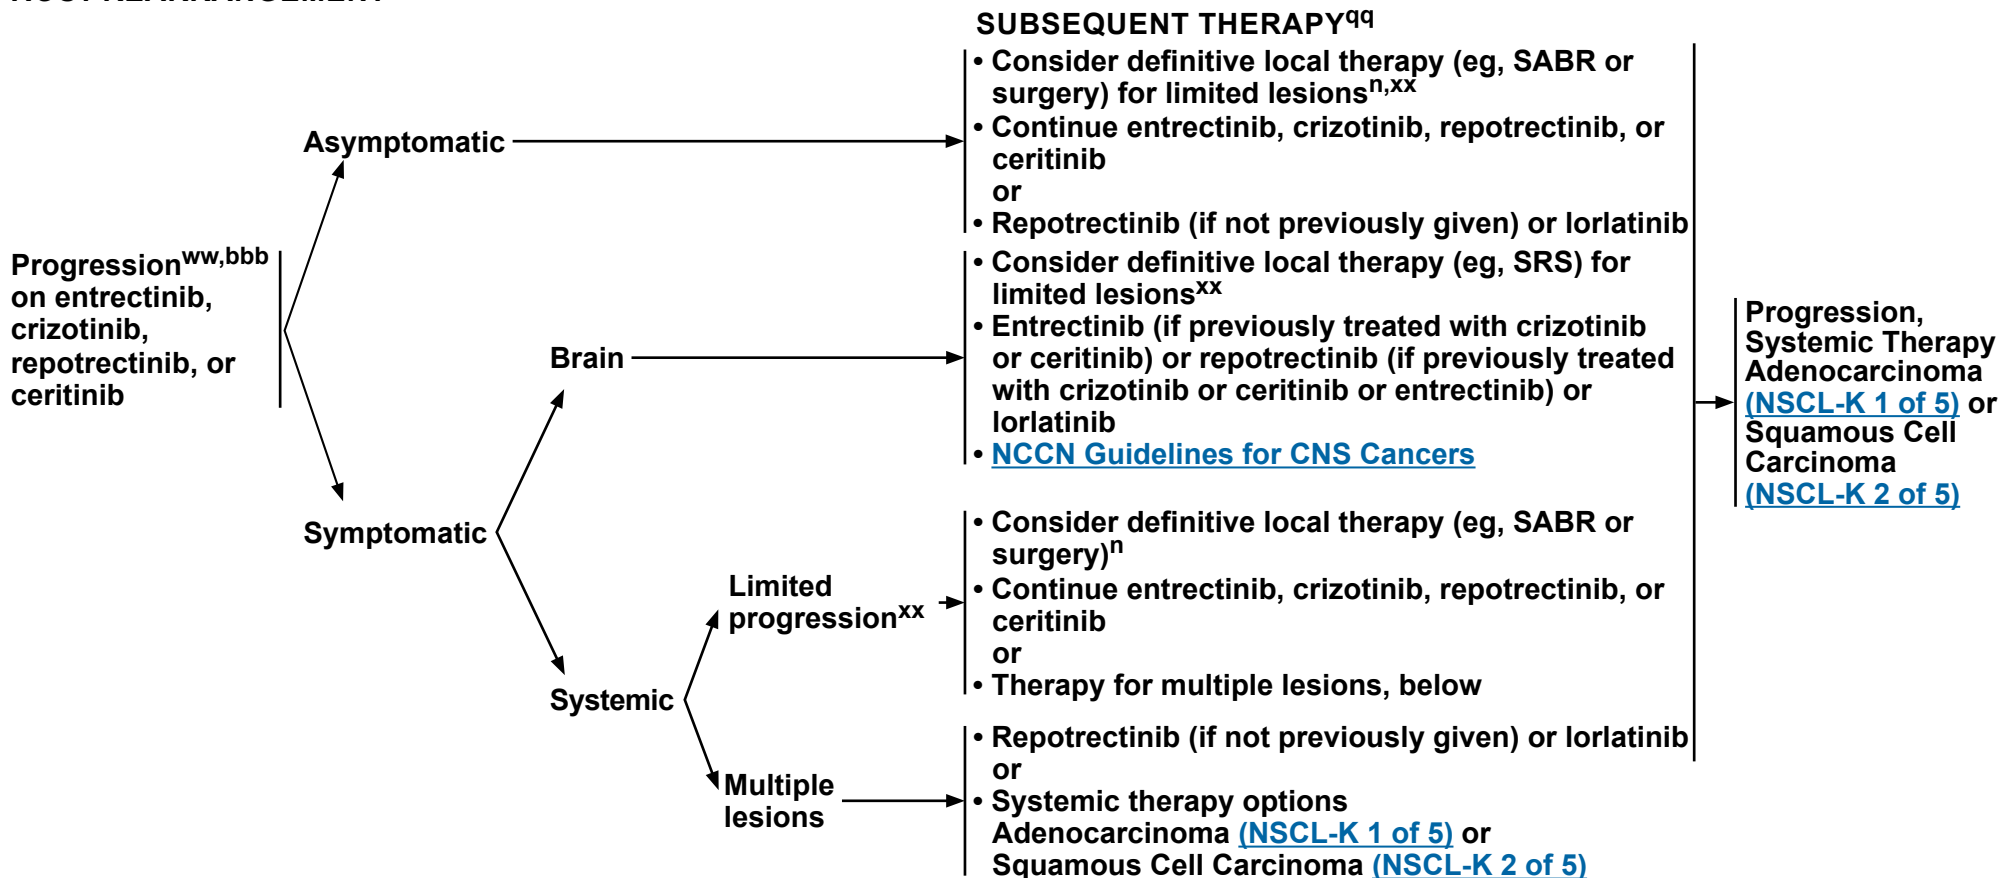 SUBSEQUENT THERAPYqq
• Consider definitive local therapy (eg, SABR or
surgery) for limited lesionsn,xx
• Continue entrectinib, crizotinib, repotrectinib, or
ceritinib
or
• Repotrectinib (if not previously given) or lorlatinib
Asymptomatic
Progressionww,bbb
on entrectinib,
crizotinib,
repotrectinib, or
ceritinib
• Consider definitive local therapy (eg, SRS) for
limited lesionsxx
• Entrectinib (if previously treated with crizotinib
or ceritinib) or repotrectinib (if previously treated
with crizotinib or ceritinib or entrectinib) or
lorlatinib
• NCCN Guidelines for CNS Cancers
Brain
Symptomatic
• Consider definitive local therapy (eg, SABR or
surgery)n
• Continue entrectinib, crizotinib, repotrectinib, or
ceritinib
or
• Therapy for multiple lesions, below
Limited
progressionxx
Systemic
Multiple
lesions
• Repotrectinib (if not previously given) or lorlatinib
or
• Systemic therapy options
Adenocarcinoma (NSCL-K 1 of 5) or
Squamous Cell Carcinoma (NSCL-K 2 of 5)
Progression,
Systemic Therapy
Adenocarcinoma
(NSCL-K 1 of 5) or
Squamous Cell
Carcinoma
(NSCL-K 2 of 5)